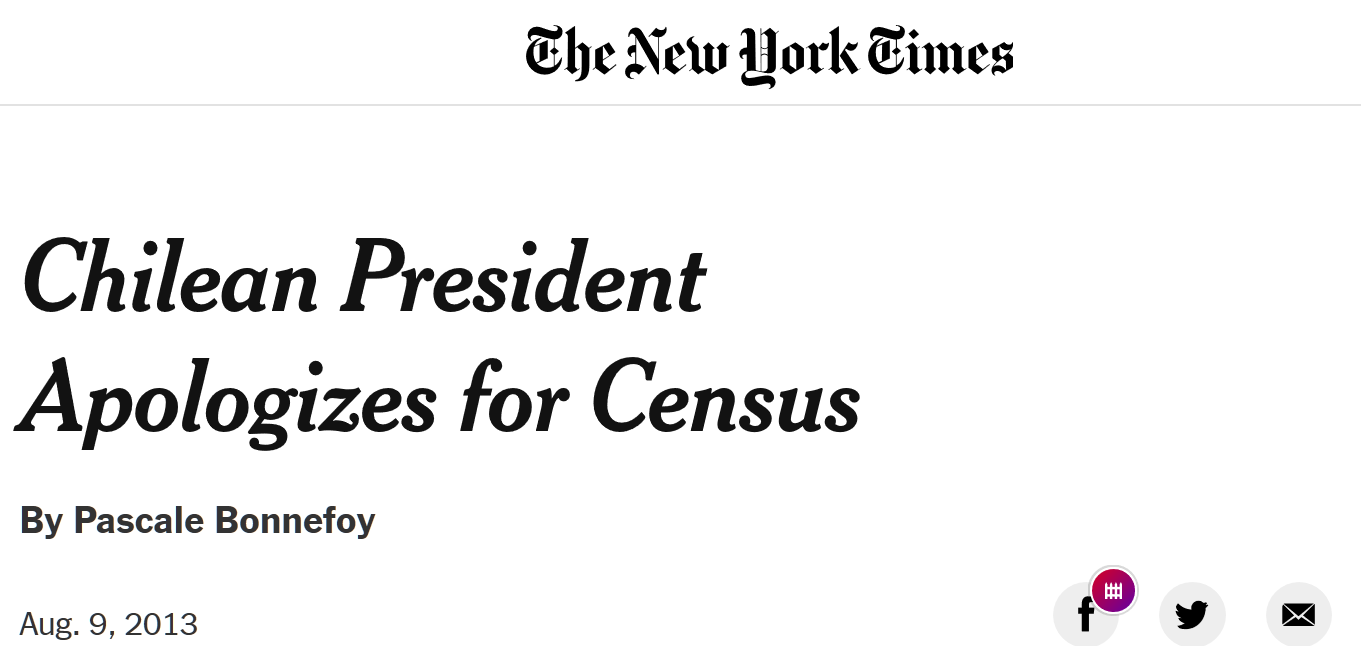 The New York Times
Chilean President
Apologizes for Census
By Pascale Bonnefoy
Aug. 9, 2013